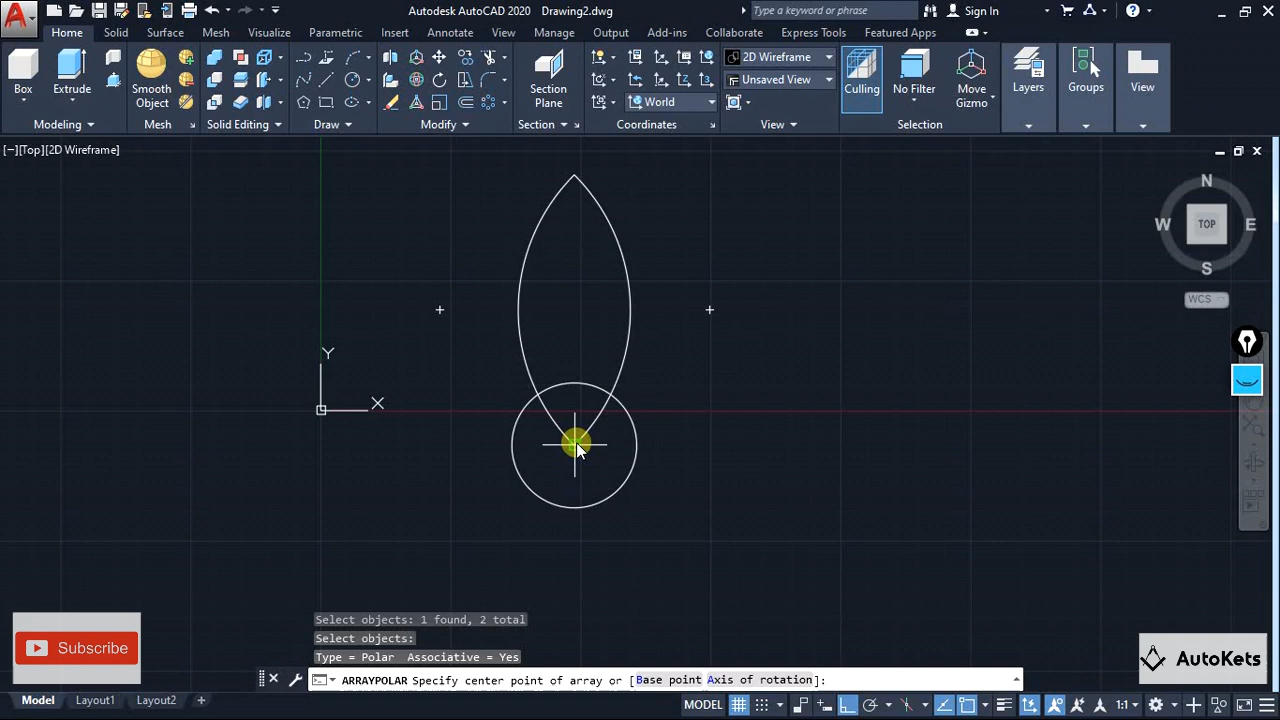 Autodesk AutoCAD 2020 Drawing2.dwg
Type a keyword or phrase
Sign In
Home Solid Surface Mesh Visualize Parametric Insert Annotate View Manage Output Add-ins Collaborate Express Tools Featured Apps
Box
Extrude
Smooth
Object
Section
Plane
World
2D Wireframe
Unsaved View
Culling
No Filter
Move
Gizmo
Layers
Groups
View
Modeling
Mesh
Solid Editing
Draw
Modify
Section
Coordinates
View
Selection
[−][Top][2D Wireframe]
N
W
TOP
E
S
WCS
Y
X
Select objects: 1 found, 2 total
Select objects:
Type = Polar Associative = Yes
ARRAYPOLAR Specify center point of array or [Base point Axis of rotation]:
Subscribe
AutoKets
Model Layout1 Layout2 +
MODEL
1:1